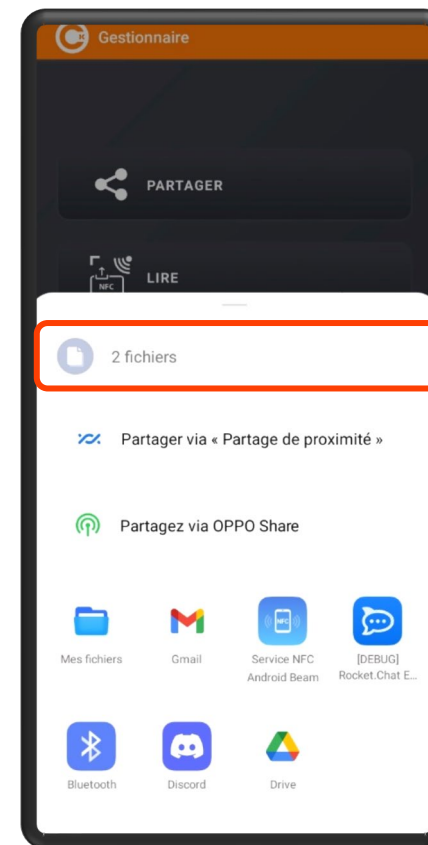 Gestionnaire
PARTAGER
NFC
LIRE
2 fichiers
Partager via « Partage de proximité »
Partagez via OPPO Share
NFC
Mes fichiers
Gmail
Service NFC
Android Beam
[DEBUG]
Rocket.Chat E...
Bluetooth
Discord
Drive